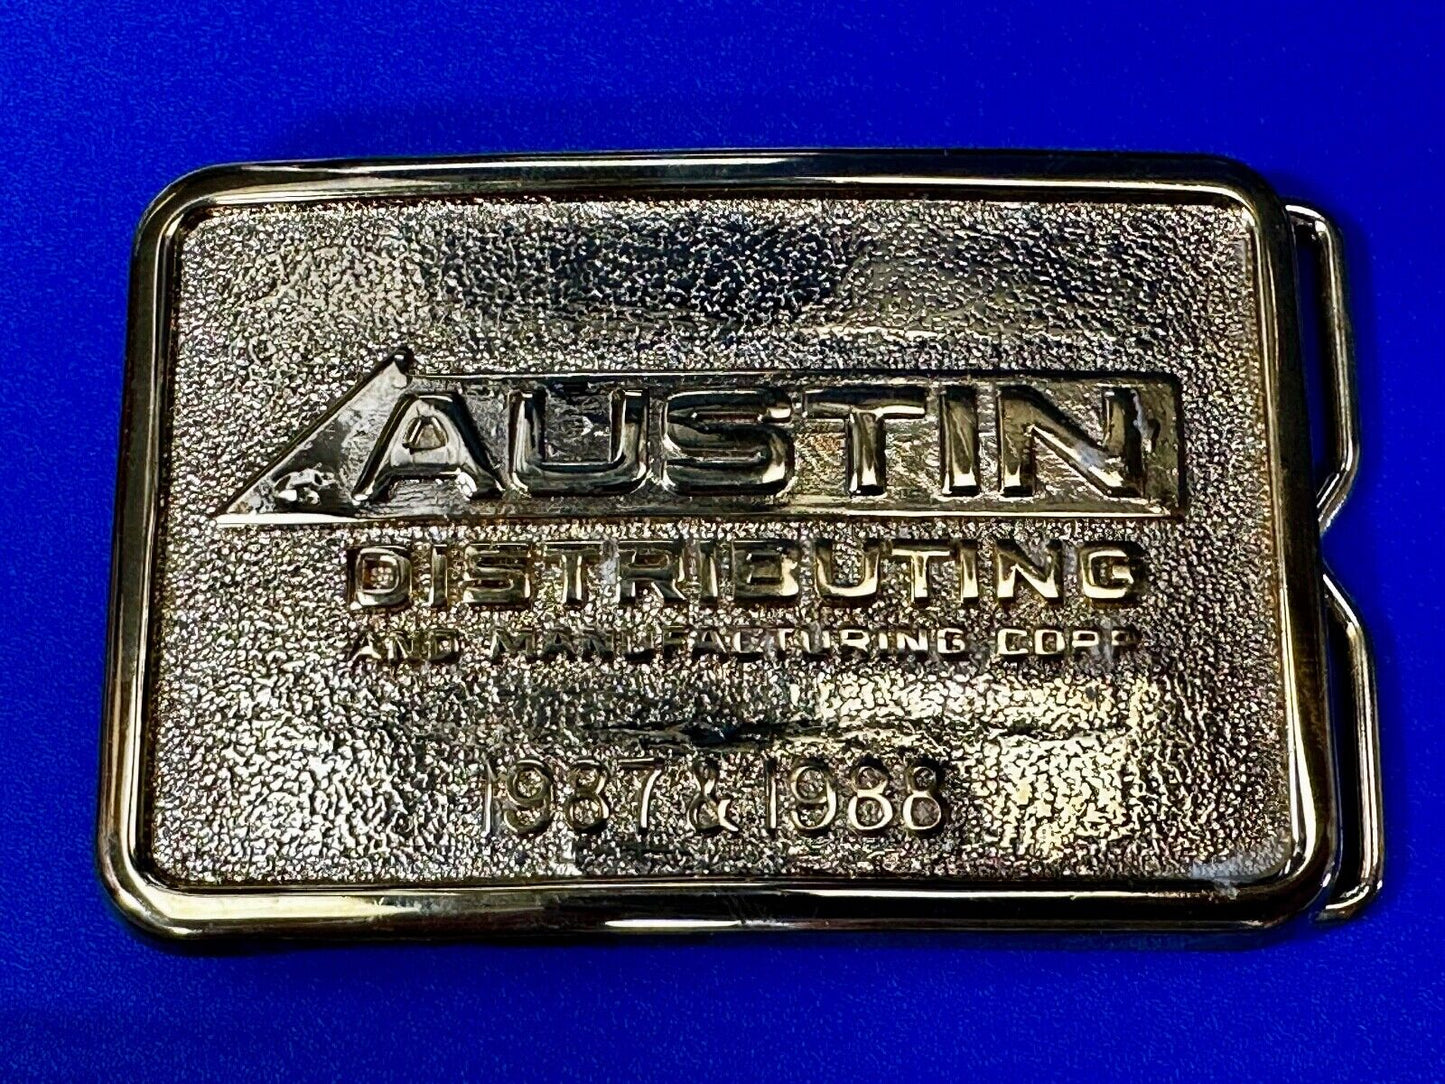 AUSTIN
DISTRIBUTING
AND MANUFACTURING CORP.
1987 & 1988